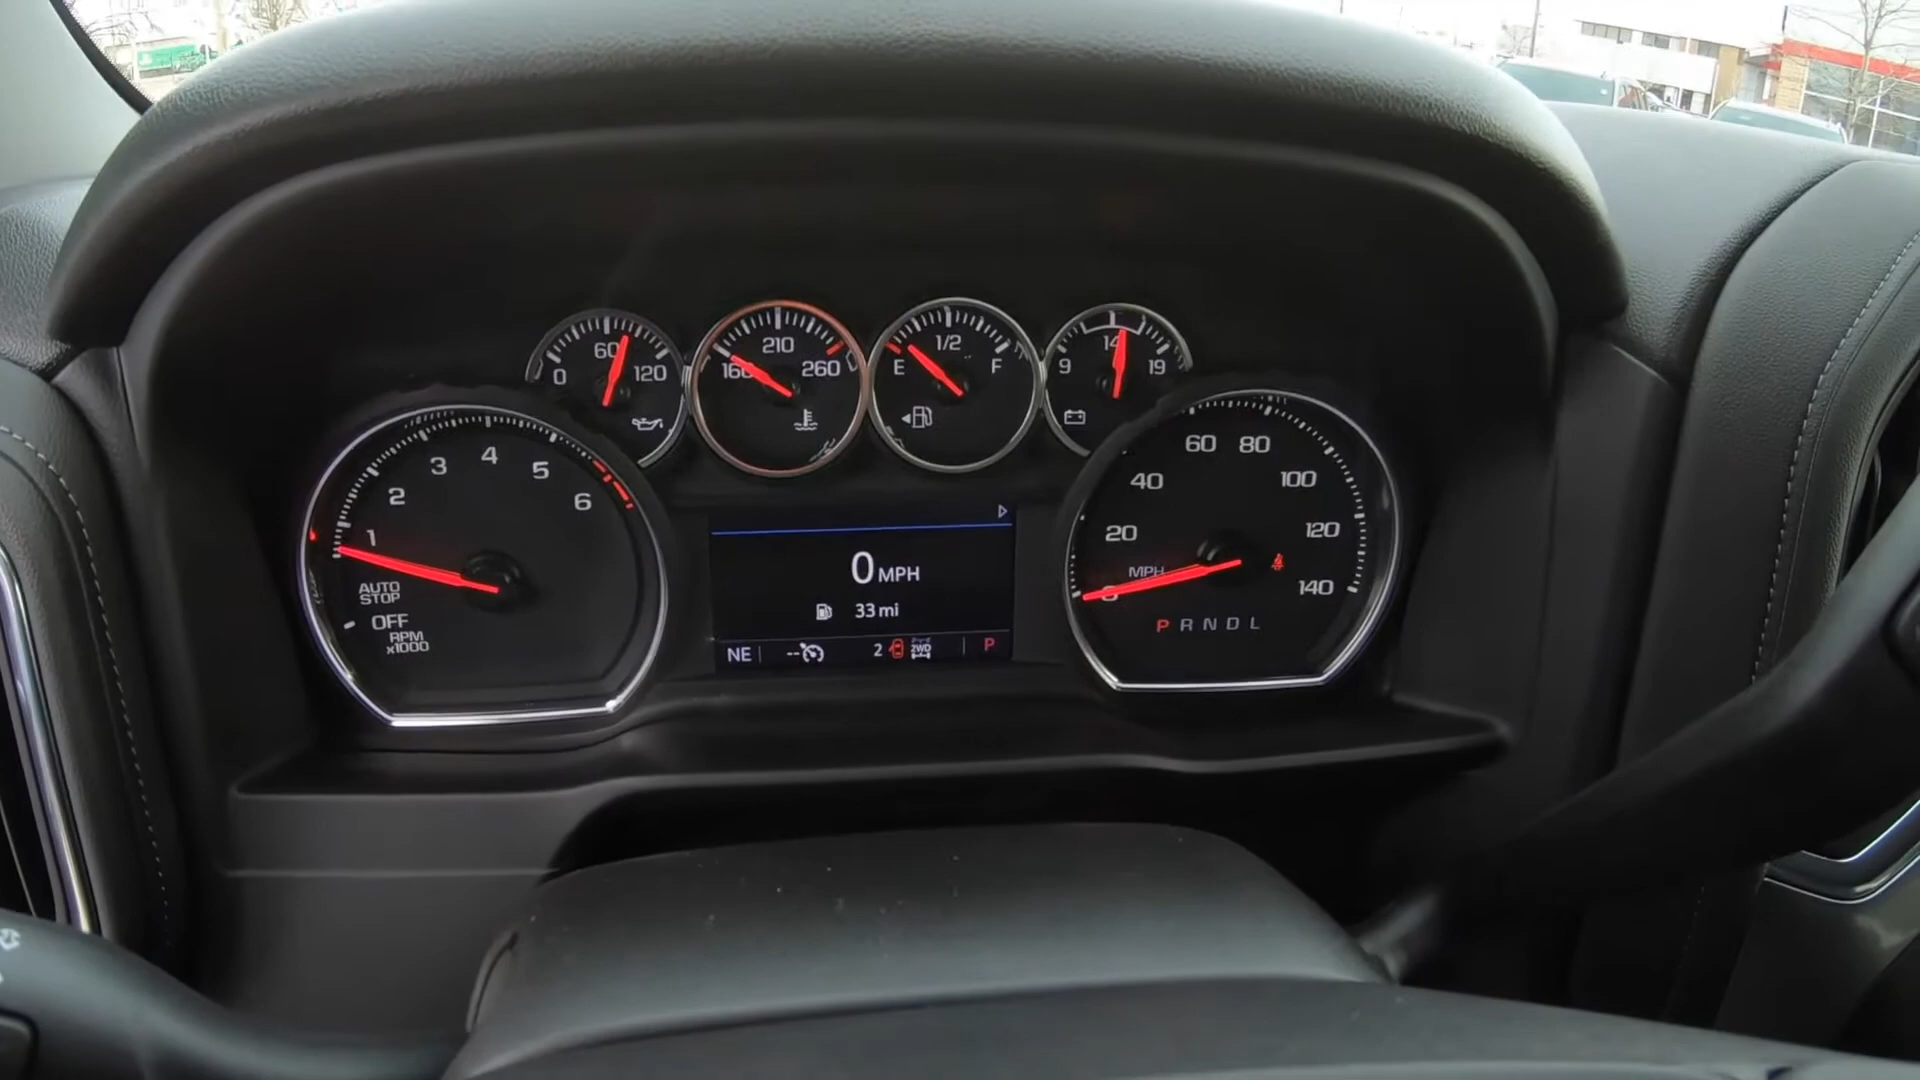 0 60 120
160 210 260
E 1/2 F
9 14 19
1 2 3 4 5 6
AUTO
STOP
OFF
RPM
x1000
0 MPH
33 mi
NE -- 2 2WD P
0 20 40 60 80 100 120 140
MPH
P R N D L